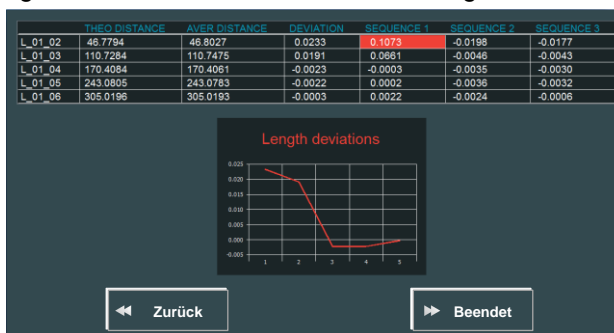 THEO DISTANCE AVER DISTANCE DEVIATION SEQUENCE 1 SEQUENCE 2 SEQUENCE 3
L_01_02 46.7794 46.8027 0.0233 0.1073 -0.0198 -0.0177
L_01_03 110.7284 110.7475 0.0191 0.0661 -0.0046 -0.0043
L_01_04 170.4084 170.4061 -0.0023 -0.0003 -0.0035 -0.0030
L_01_05 243.0805 243.0783 -0.0022 0.0002 -0.0036 -0.0032
L_01_06 305.0196 305.0193 -0.0003 0.0022 -0.0024 -0.0006
Length deviations
0.025
0.020
0.015
0.010
0.005
0.000
-0.005
1 2 3 4 5
Zurück Beendet